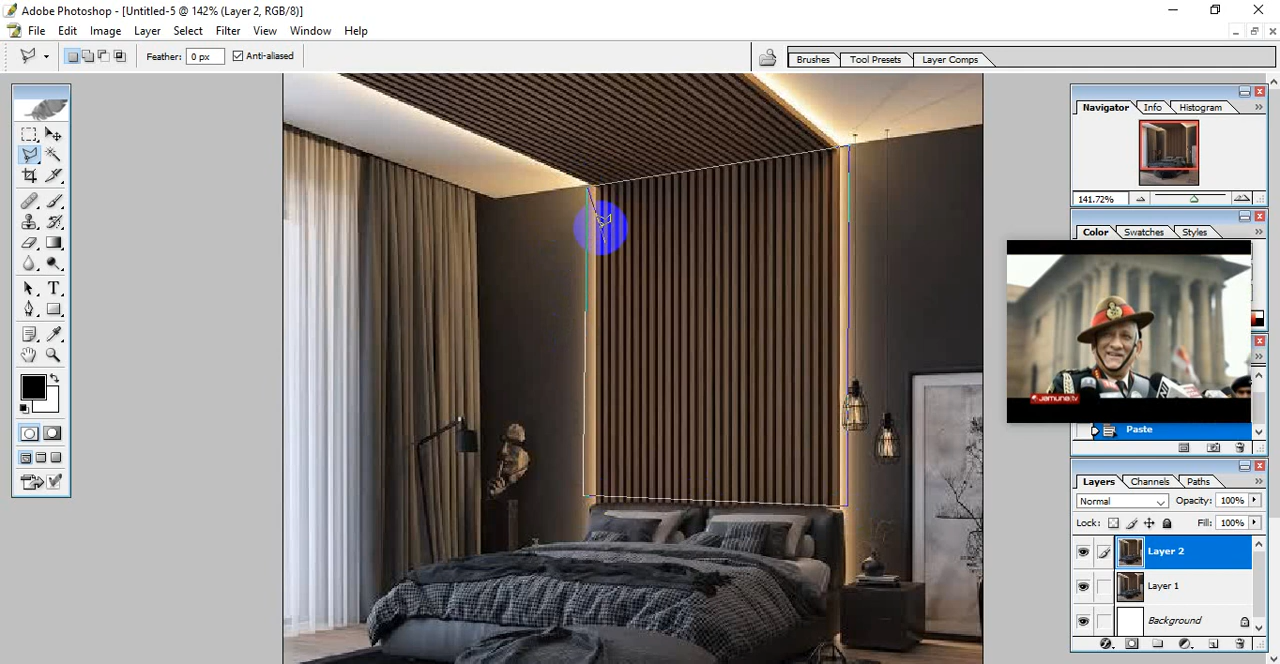 Adobe Photoshop - [Untitled-5 @ 142% (Layer 2, RGB/8)]
File Edit Image Layer Select Filter View Window Help
Feather: 0 px Anti-aliased Brushes Tool Presets Layer Comps
Navigator Info Histogram
141.72%
Color Swatches Styles
Jamuna.tv
Paste
Layers Channels Paths
Normal Opacity: 100%
Lock: Fill: 100%
Layer 2
Layer 1
Background